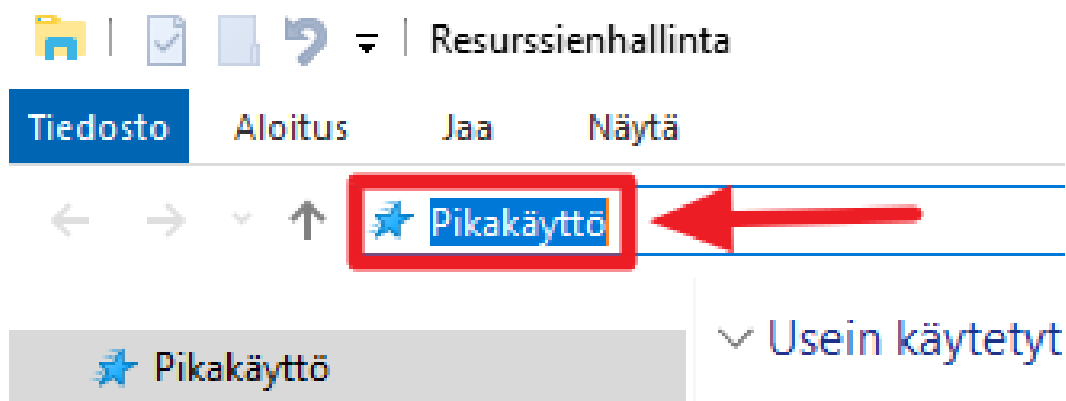 Resurssienhallinta
Tiedosto Aloitus Jaa Näytä
Pikakäyttö
Usein käytetyt
Pikakäyttö